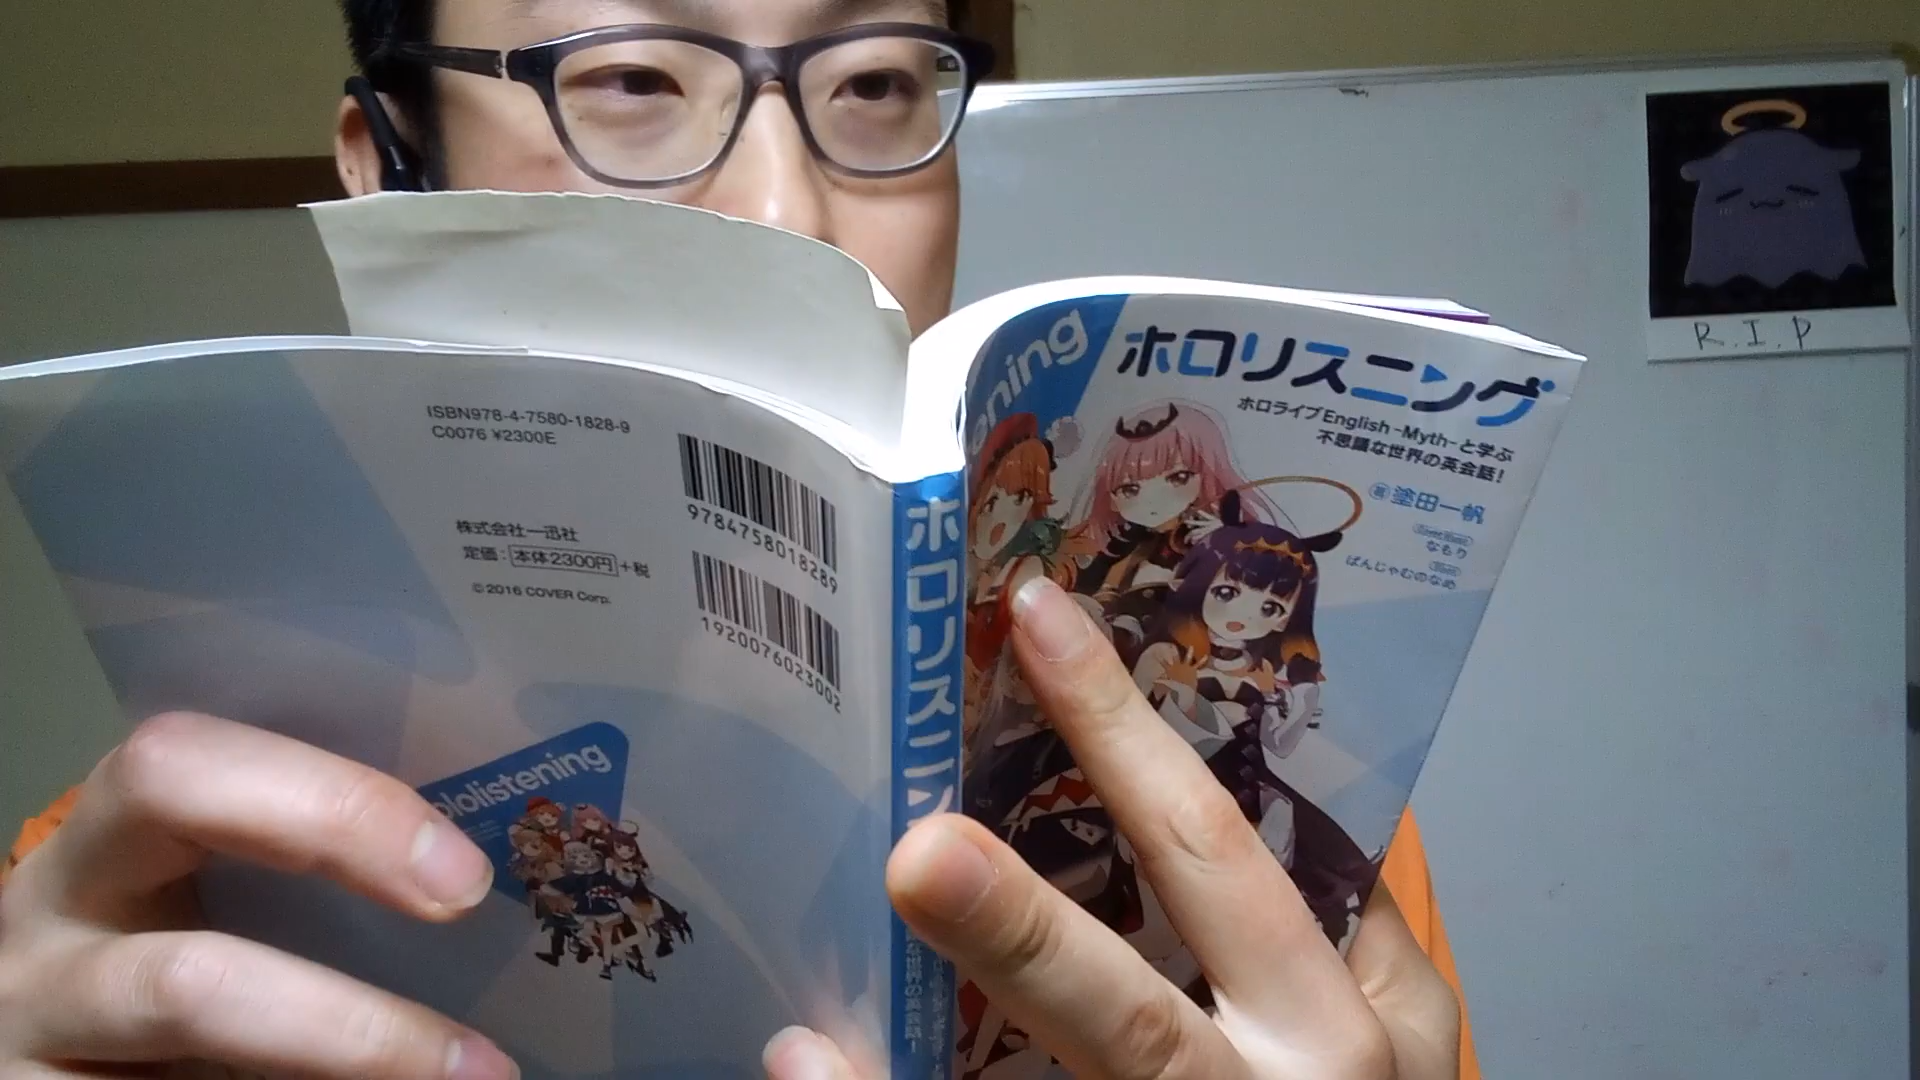 ISBN978-4-7580-1828-9
C0076 ¥2300E
9784758018289
1920076023002
株式会社一迅社
定価：本体2300円+税
©2016 COVER Corp.
ololistening
ホロリスニン
ening
ホロリスニング
ホロライブEnglish -Myth-と学ぶ
不思議な世界の英会話！
著 塗田一帆
なもり
ぱんじゃむのなめ
R.I.P